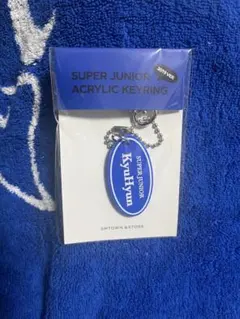 SUPER JUNIOR
ACRYLIC KEYRING
SUPER JUNIOR
KyuHyun
SMTOWN &STORE